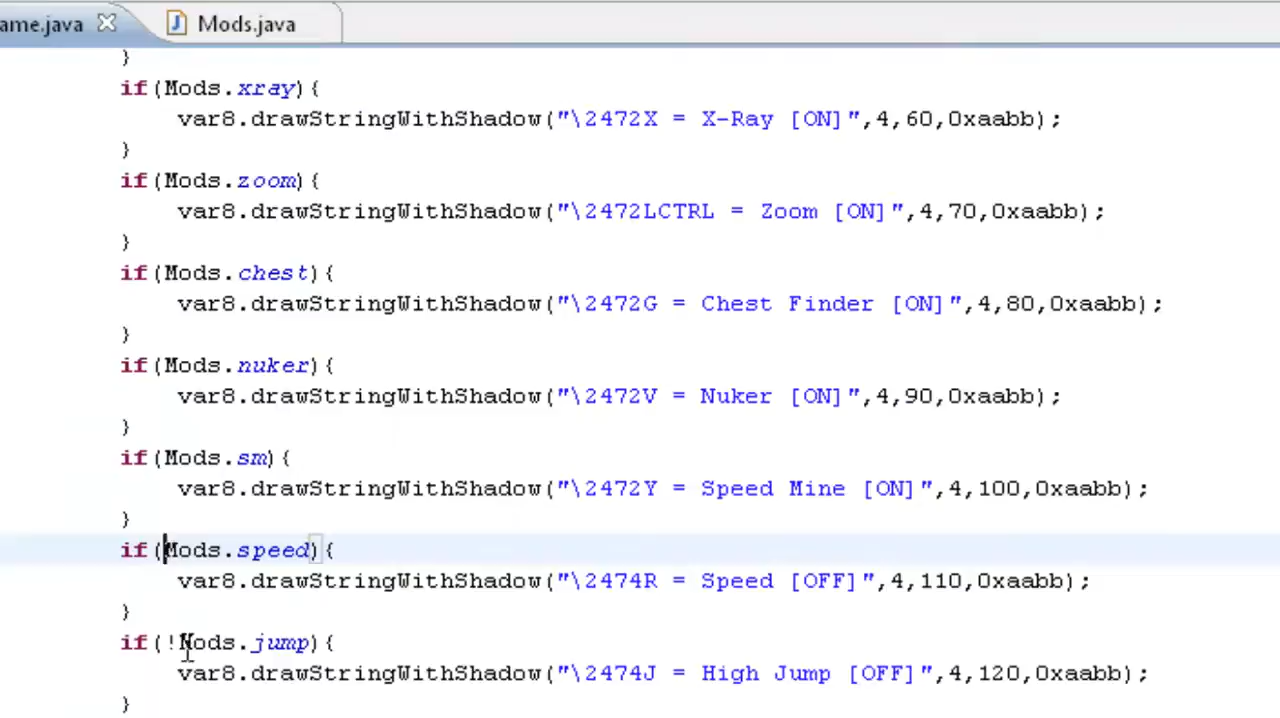 ame.java Mods.java
}
if(Mods.xray){
var8.drawStringWithShadow("\2472X = X-Ray [ON]",4,60,0xaabb);
}
if(Mods.zoom){
var8.drawStringWithShadow("\2472LCTRL = Zoom [ON]",4,70,0xaabb);
}
if(Mods.chest){
var8.drawStringWithShadow("\2472G = Chest Finder [ON]",4,80,0xaabb);
}
if(Mods.nuker){
var8.drawStringWithShadow("\2472V = Nuker [ON]",4,90,0xaabb);
}
if(Mods.sm){
var8.drawStringWithShadow("\2472Y = Speed Mine [ON]",4,100,0xaabb);
}
if(Mods.speed){
var8.drawStringWithShadow("\2474R = Speed [OFF]",4,110,0xaabb);
}
if(!Mods.jump){
var8.drawStringWithShadow("\2474J = High Jump [OFF]",4,120,0xaabb);
}